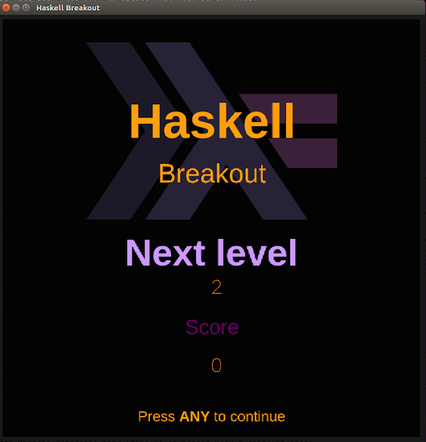 Haskell Breakout
Haskell
Breakout
Next level
2
Score
0
Press ANY to continue